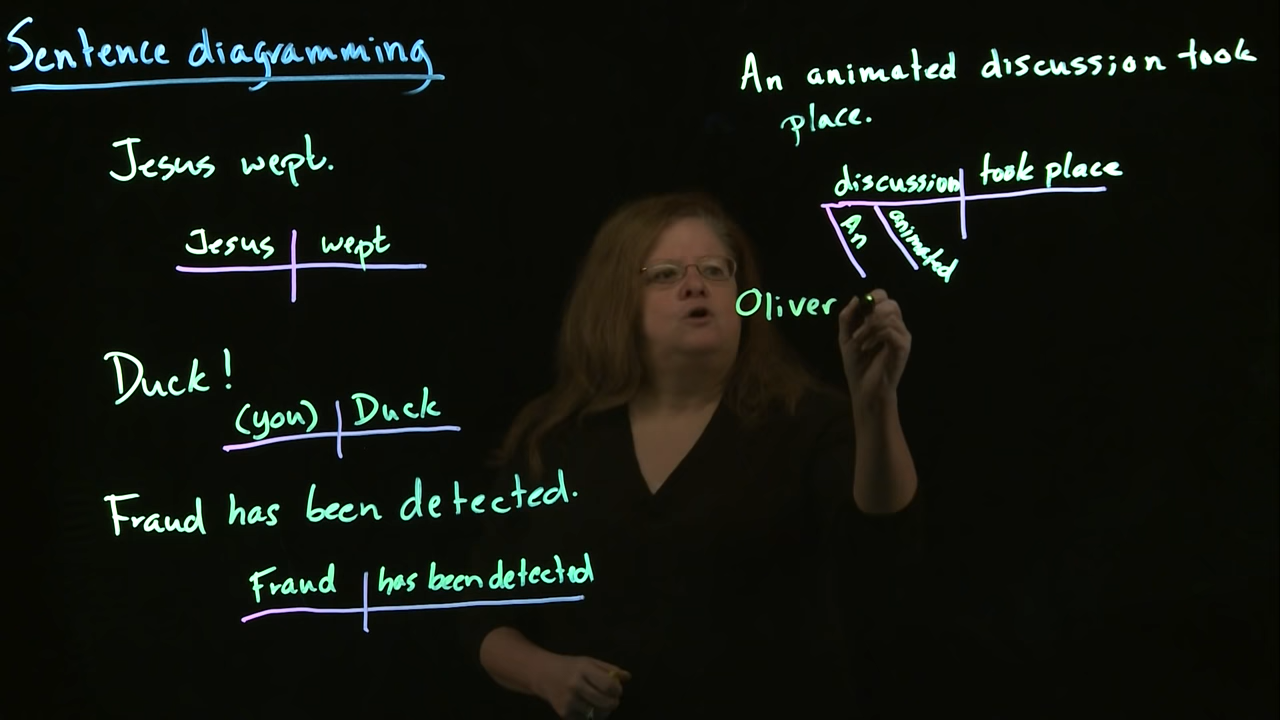 Sentence diagramming
Jesus wept.
Jesus wept
Duck!
(you) Duck
Fraud has been detected.
Fraud has been detected
An animated discussion took
place.
discussion took place
An animated
Oliver